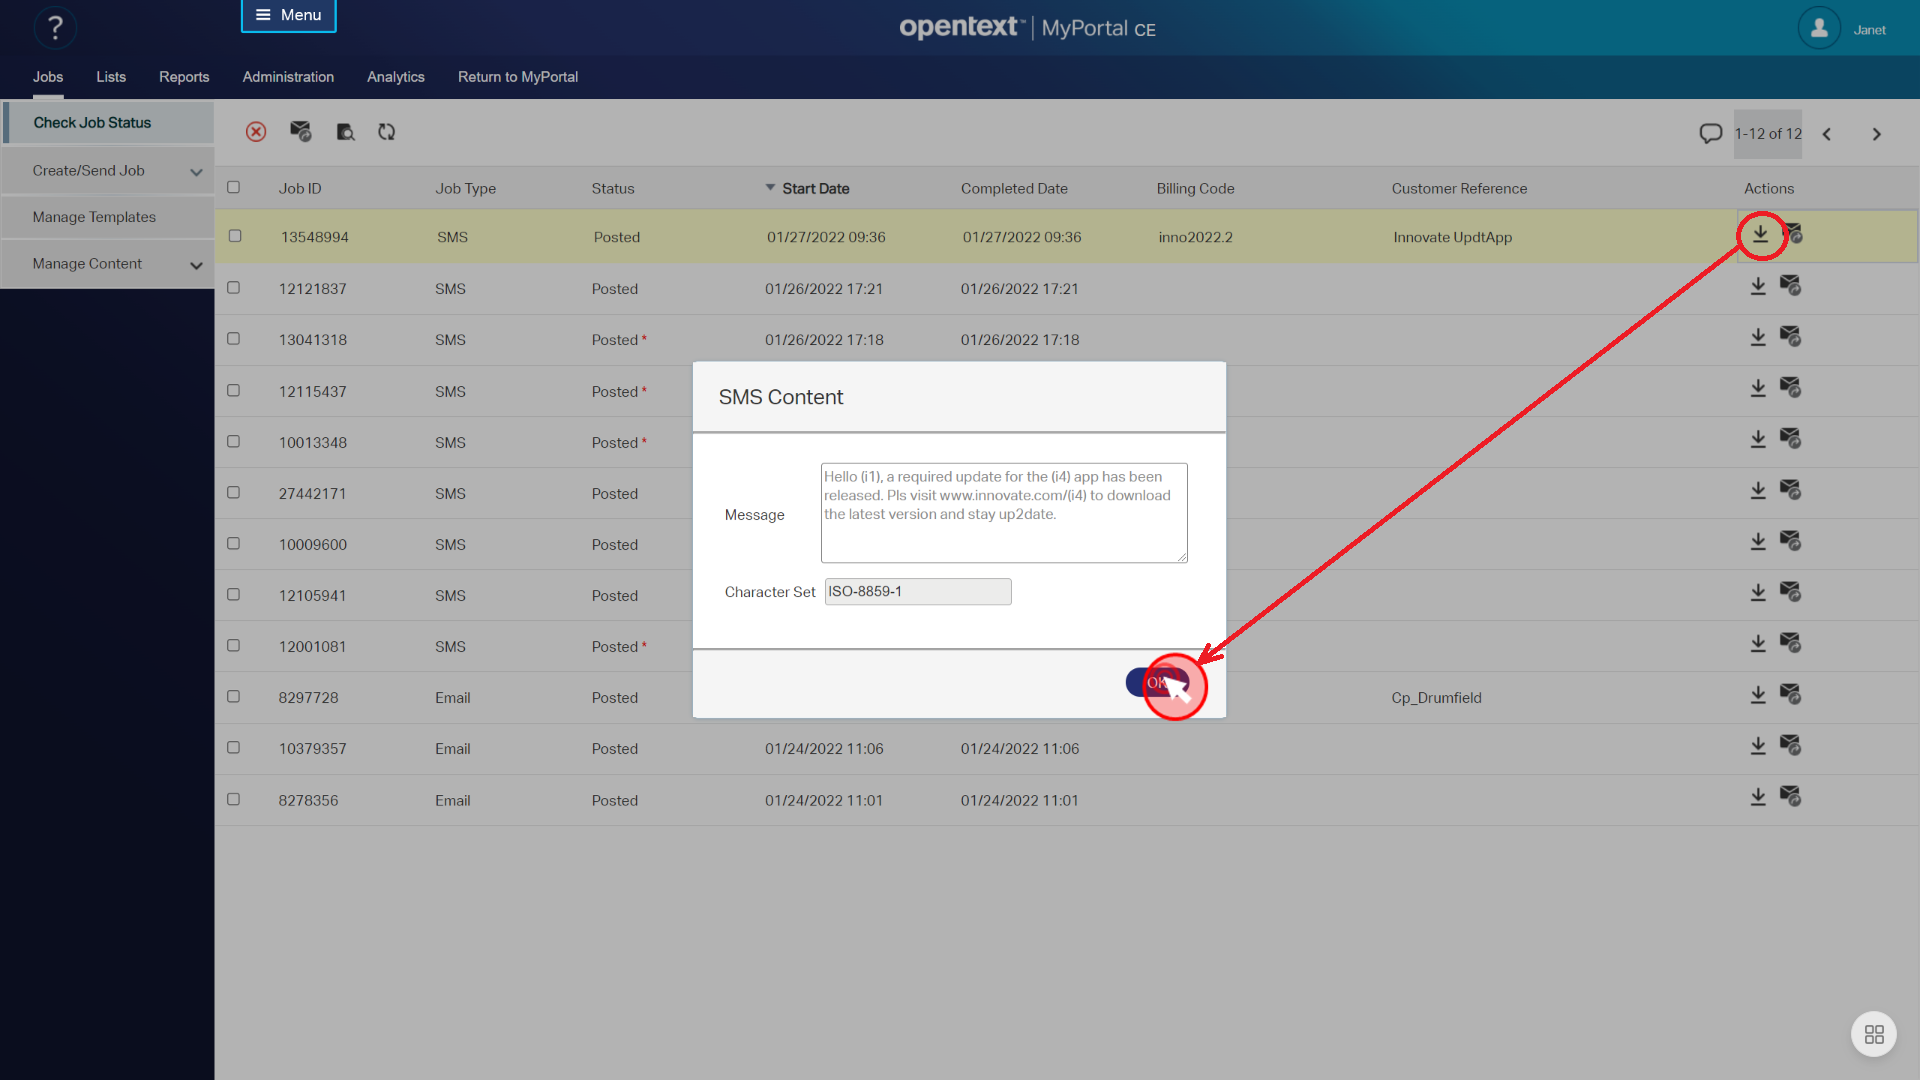 ?
Menu
opentext™ | MyPortal CE
Janet
Jobs Lists Reports Administration Analytics Return to MyPortal
Check Job Status
Create/Send Job
Manage Templates
Manage Content
1-12 of 12
Job ID Job Type Status Start Date Completed Date Billing Code Customer Reference Actions
13548994 SMS Posted 01/27/2022 09:36 01/27/2022 09:36 inno2022.2 Innovate UpdtApp
12121837 SMS Posted 01/26/2022 17:21 01/26/2022 17:21
13041318 SMS Posted * 01/26/2022 17:18 01/26/2022 17:18
12115437 SMS Posted *
10013348 SMS Posted *
27442171 SMS Posted
10009600 SMS Posted
12105941 SMS Posted
12001081 SMS Posted *
8297728 Email Posted Cp_Drumfield
10379357 Email Posted 01/24/2022 11:06 01/24/2022 11:06
8278356 Email Posted 01/24/2022 11:01 01/24/2022 11:01
SMS Content
Message
Hello (i1), a required update for the (i4) app has been
released. Pls visit www.innovate.com/(i4) to download
the latest version and stay up2date.
Character Set ISO-8859-1
OK